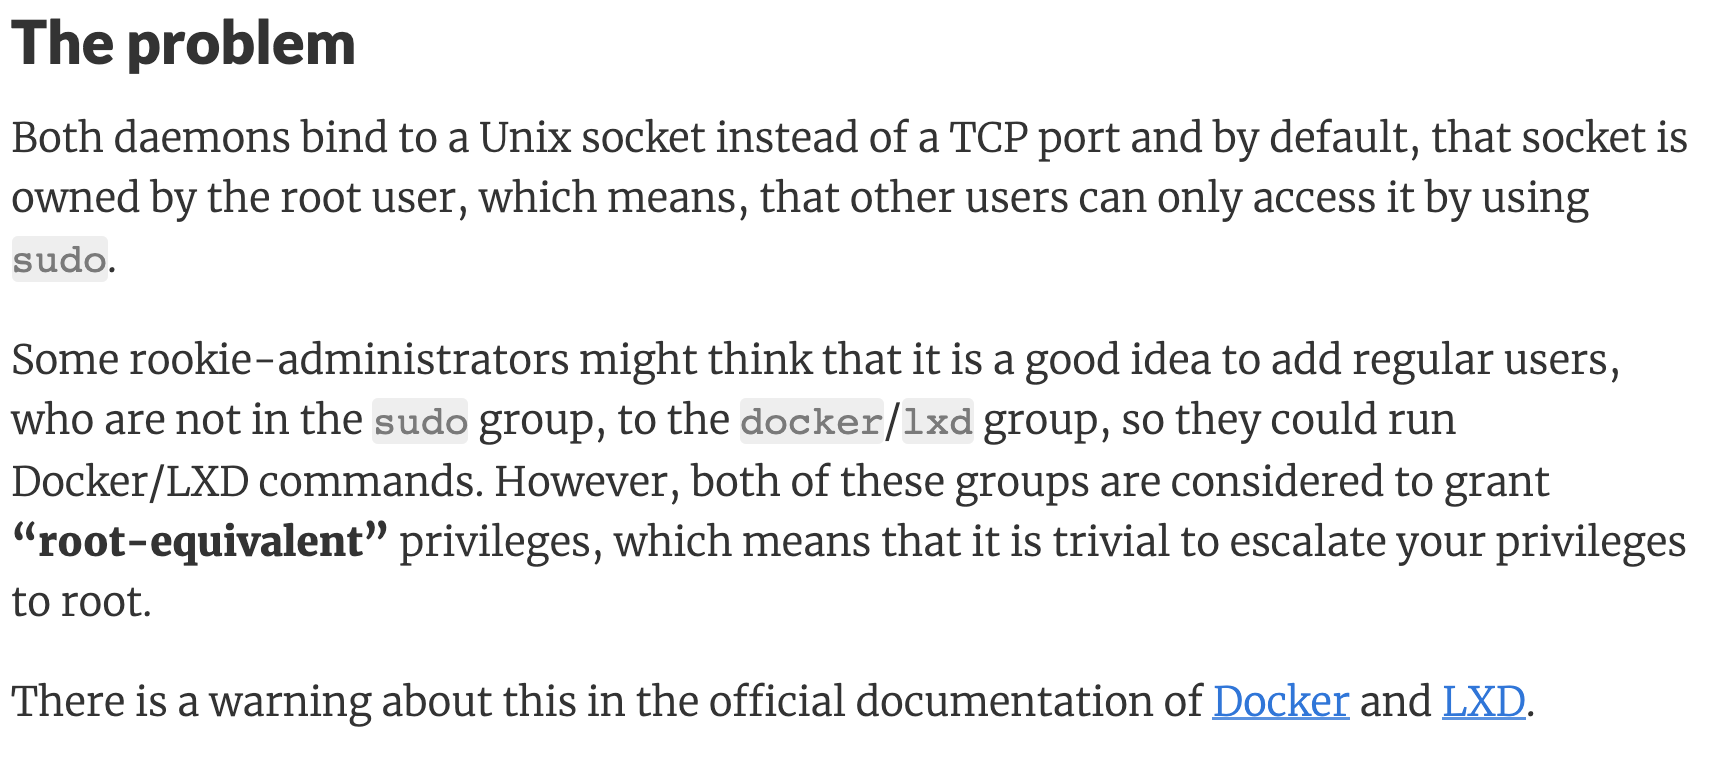 The problem
Both daemons bind to a Unix socket instead of a TCP port and by default, that socket is
owned by the root user, which means, that other users can only access it by using
sudo.
Some rookie-administrators might think that it is a good idea to add regular users,
who are not in the sudo group, to the docker/lxd group, so they could run
Docker/LXD commands. However, both of these groups are considered to grant
“root-equivalent” privileges, which means that it is trivial to escalate your privileges
to root.
There is a warning about this in the official documentation of Docker and LXD.